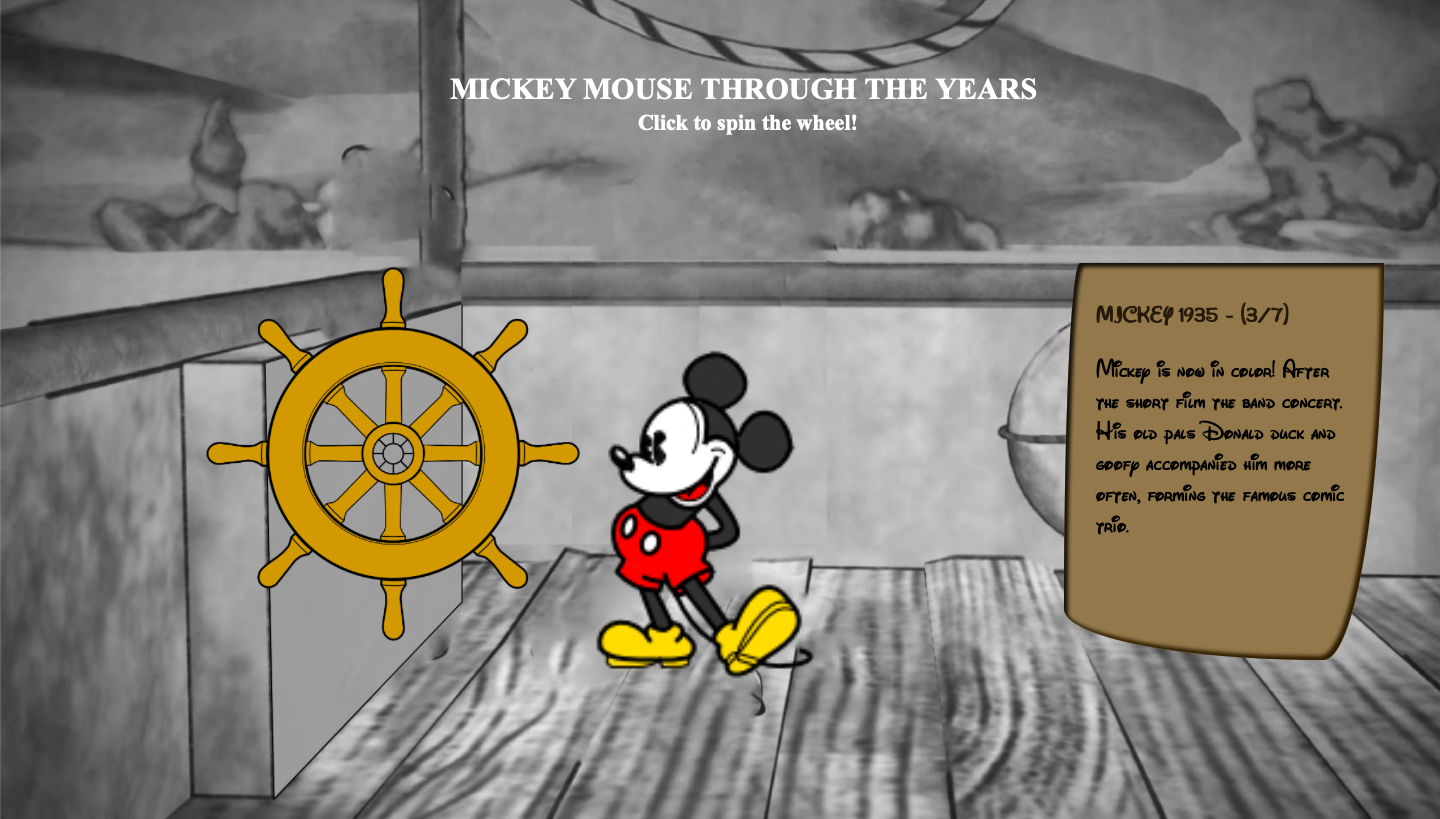 MICKEY MOUSE THROUGH THE YEARS
Click to spin the wheel!
MICKEY 1935 - (3/7)
Mickey is now in color! After
the short film the band concert.
His old pals Donald duck and
goofy accompanied him more
often, forming the famous comic
trio.